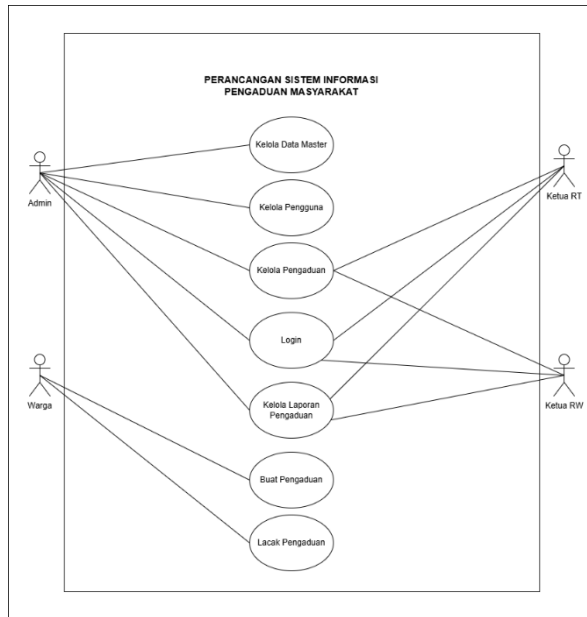 PERANCANGAN SISTEM INFORMASI
PENGADUAN MASYARAKAT
Kelola Data Master
Admin
Ketua RT
Kelola Pengguna
Kelola Pengaduan
Login
Warga
Ketua RW
Kelola Laporan
Pengaduan
Buat Pengaduan
Lacak Pengaduan